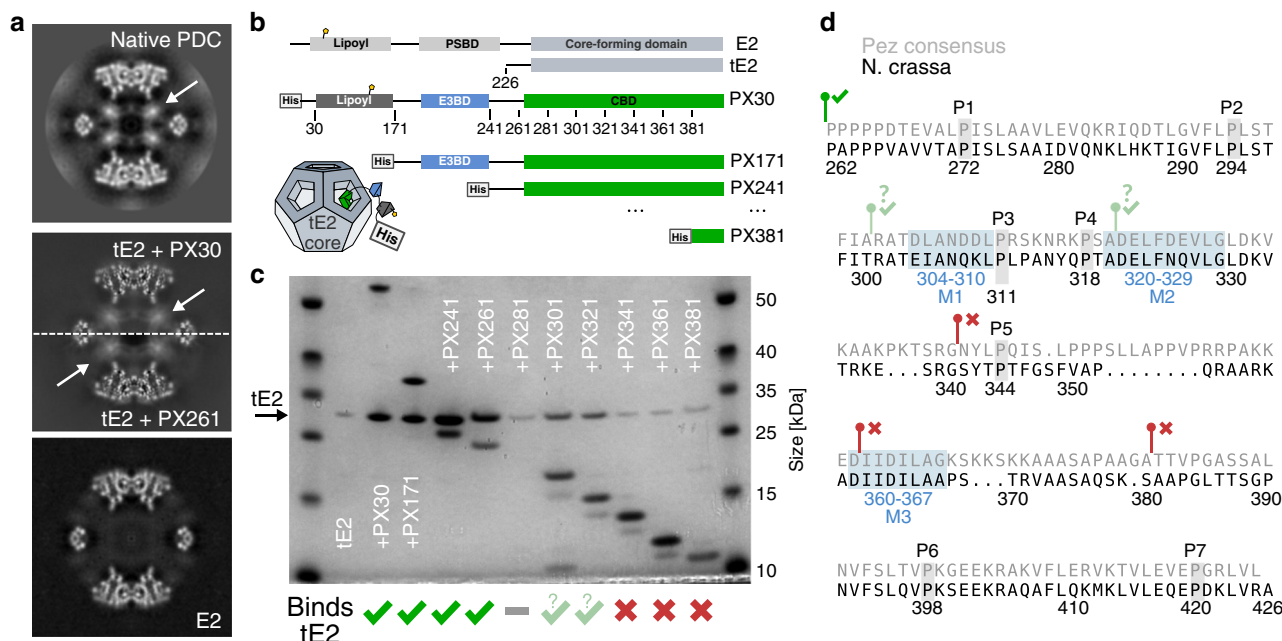 a
Native PDC
tE2 + PX30
tE2 + PX261
E2
b
Lipoyl PSBD Core-forming domain E2
tE2
226
His Lipoyl E3BD CBD PX30
30 171 241 261 281 301 321 341 361 381
His E3BD PX171
His PX241
... ...
His PX381
tE2
core
His
c
tE2
tE2 +PX30 +PX171 +PX241 +PX261 +PX281 +PX301 +PX321 +PX341 +PX361 +PX381
50
40
35
25
15
10
Size [kDa]
Binds
tE2
? ?
d
Pez consensus
N. crassa
P1 P2
PPPPPDTEVALPISLAAVLEVQKRIQDTLGVFLPLST
PAPPPVAVVTAPISLSAAIDVQNKLHKTIGVFLPLST
262 272 280 290 294
? ?
P3 P4
FIARATDLANDDLPRSKNRKPSADELFDEVLGLDKV
FITRATEIANQKLPLPANYQPTADELFNQVLGLDKV
300 304-310 311 318 320-329 330
M1 M2
P5
KAAKPKTSRGNYLPQIS.LPPPSLLAPPVPRRPAKK
TRKE...SRGSYTPTFGSFVAP........QRAARK
340 344 350
EDIIDILAGKSKKSKKAAASAPAAGATTVPGASSAL
ADIIDILAAPS...TRVAASAQSK.SAAPGLTTSGP
360-367 370 380 390
M3
P6 P7
NVFSLTVPKGEEKRAKVFLERVKTVLEVEPGRLVL
NVFSLQVPKSEEKRAQAFLQKMKLVLEQEPDKLVRA
398 410 420 426